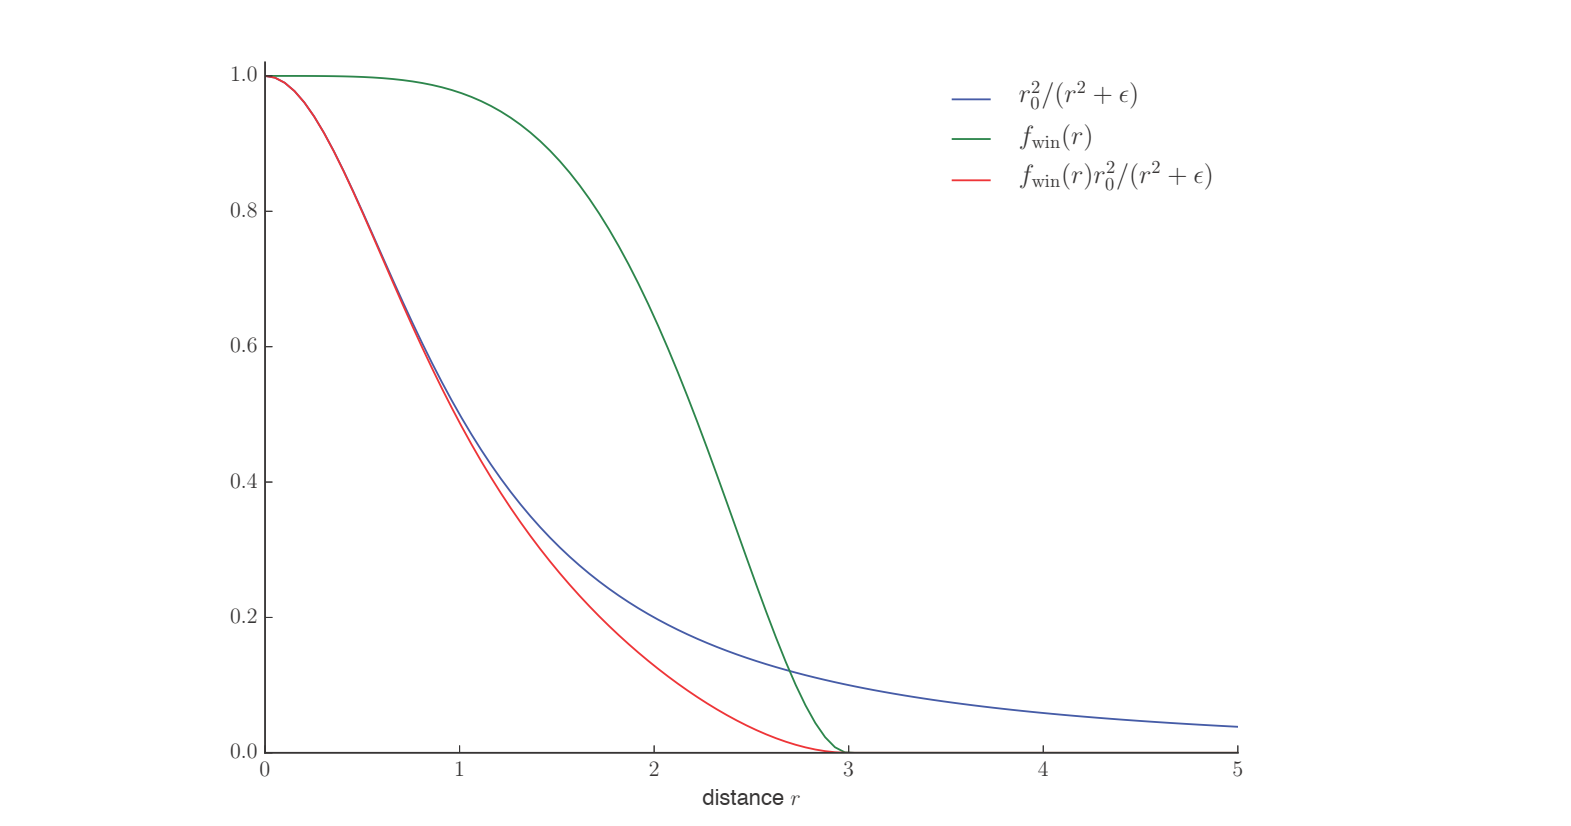 1.0
0.8
0.6
0.4
0.2
0.0
0 1 2 3 4 5
distance r
r₀²/(r² + ϵ)
f_win(r)
f_win(r)r₀²/(r² + ϵ)